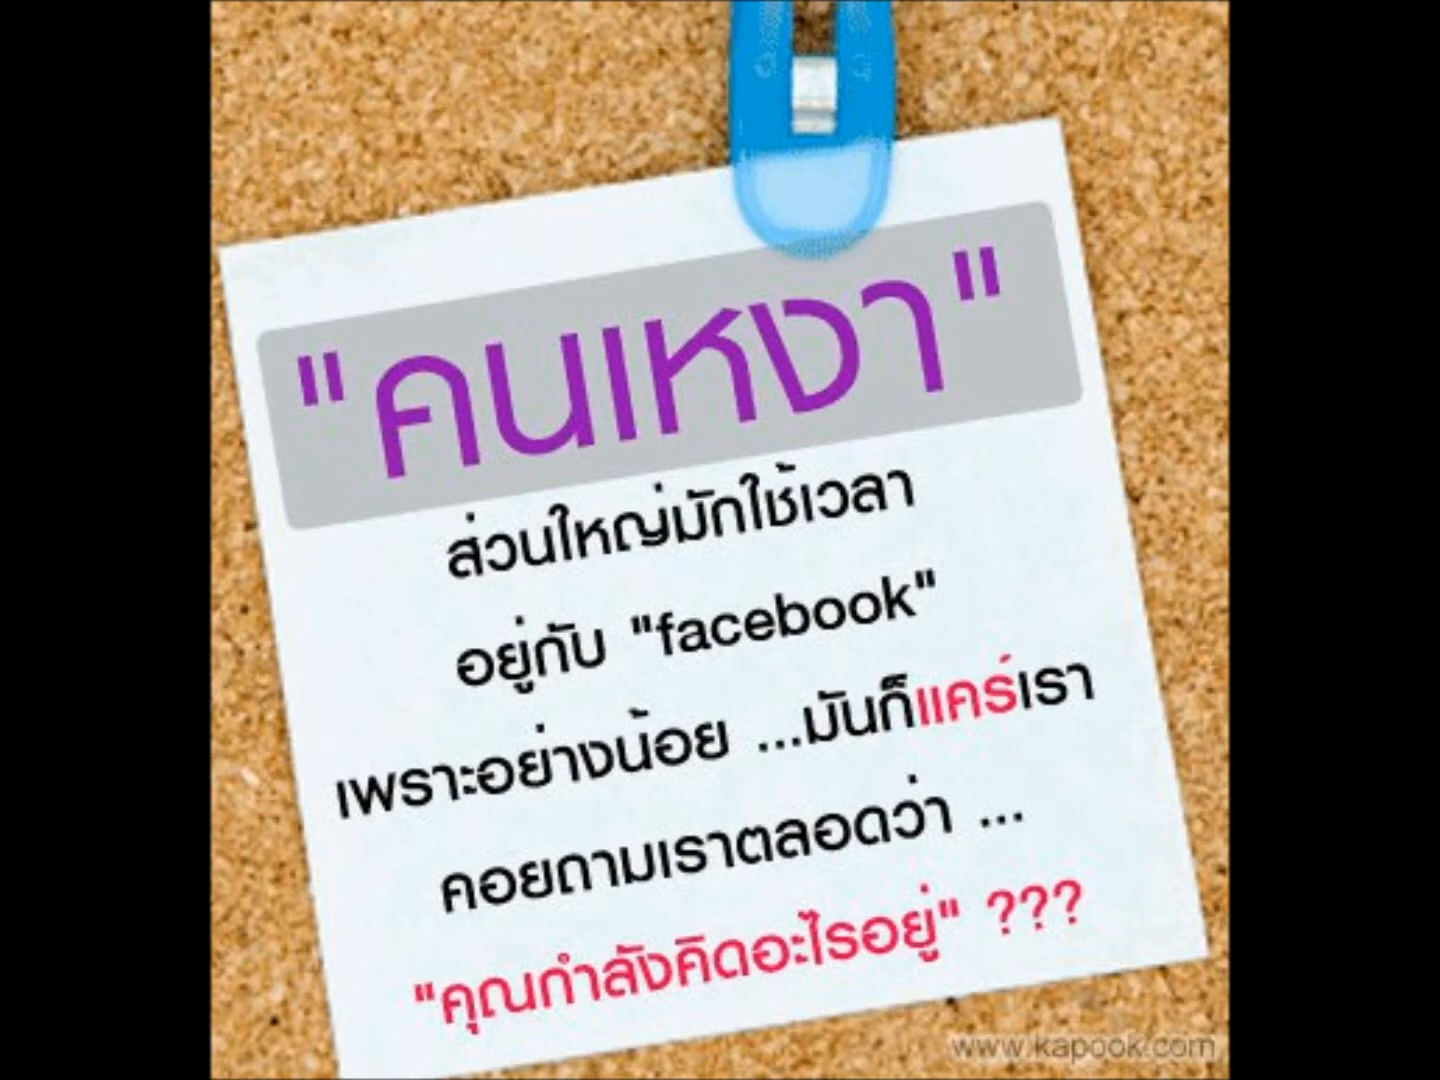 "คนเหงา"
ส่วนใหญ่มักใช้เวลา
อยู่กับ "facebook"
เพราะอย่างน้อย ...มันก็แคร์เรา
คอยถามเราตลอดว่า ...
"คุณกำลังคิดอะไรอยู่" ???
www.kapook.com